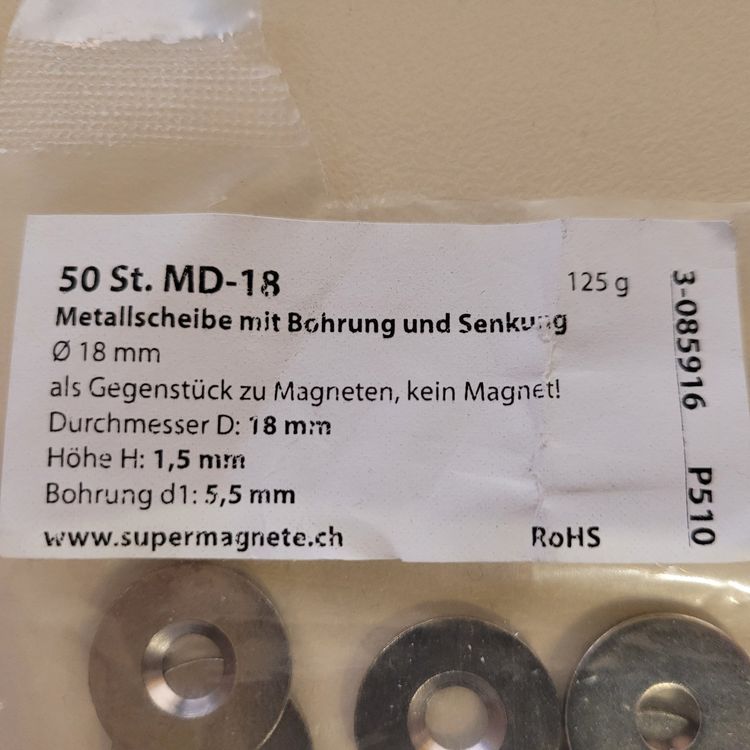 50 St. MD-18
125 g
Metallscheibe mit Bohrung und Senkung
Ø 18 mm
als Gegenstück zu Magneten, kein Magnet!
Durchmesser D: 18 mm
Höhe H: 1,5 mm
Bohrung d1: 5,5 mm
www.supermagnete.ch
RoHS
3-085916 P510